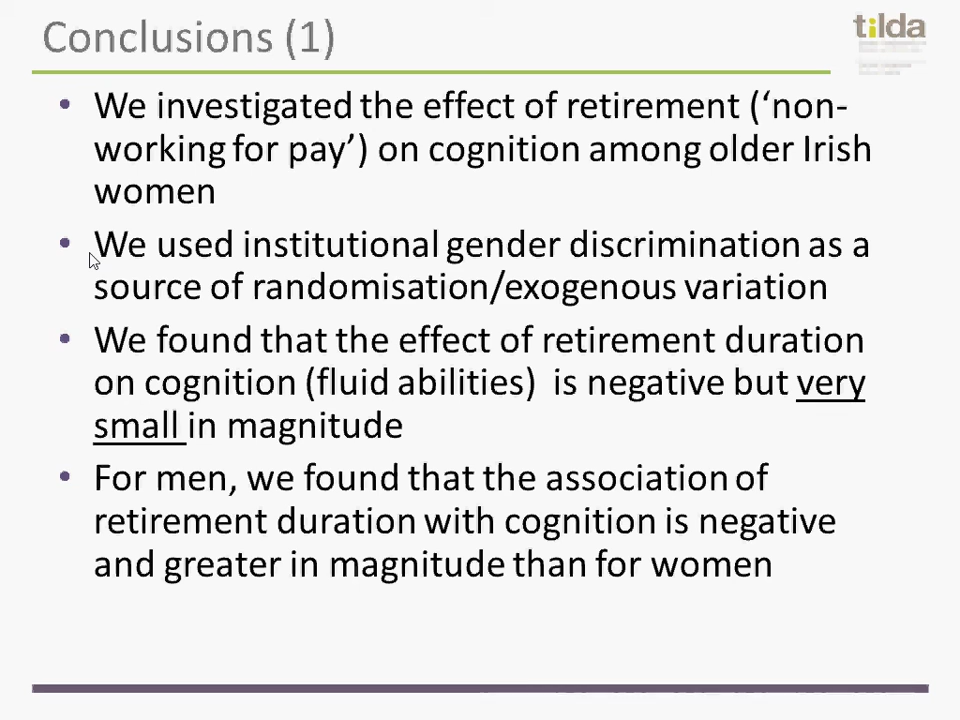 Conclusions (1)
tilda
• We investigated the effect of retirement (‘non-
working for pay’) on cognition among older Irish
women
• We used institutional gender discrimination as a
source of randomisation/exogenous variation
• We found that the effect of retirement duration
on cognition (fluid abilities)  is negative but very
small in magnitude
• For men, we found that the association of
retirement duration with cognition is negative
and greater in magnitude than for women